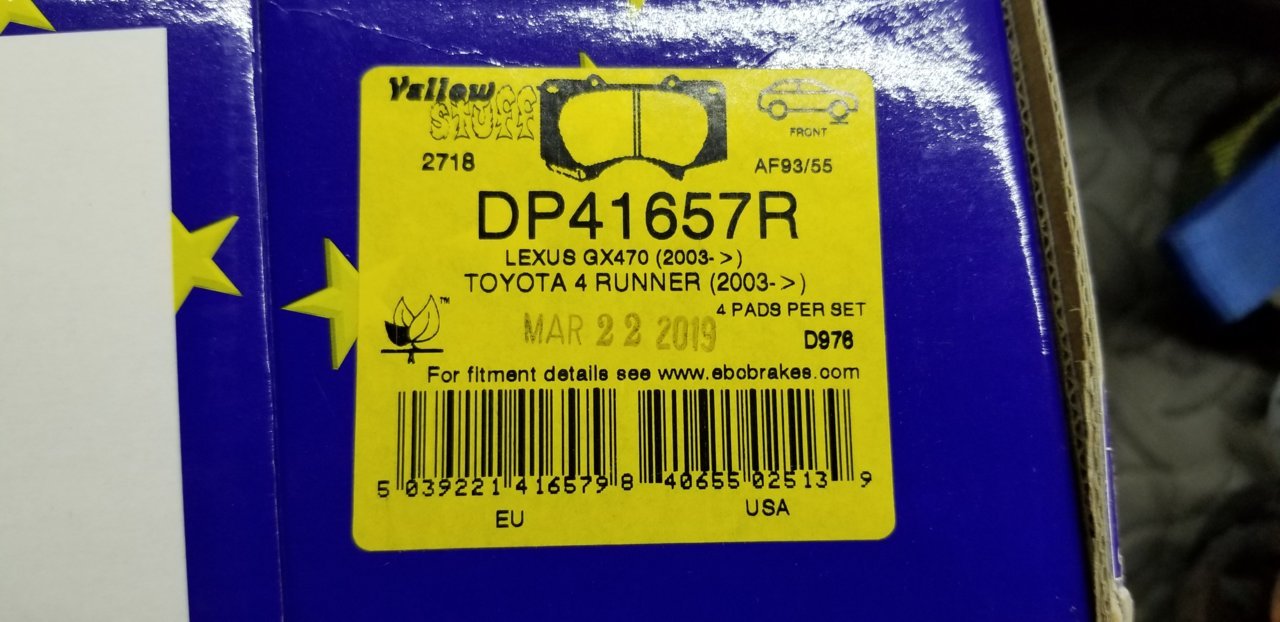 Yellow
STUFF
FRONT
2718
AF93/55
DP41657R
LEXUS GX470 (2003->)
TOYOTA 4 RUNNER (2003->)
™
4 PADS PER SET
MAR 22 2019
D976
For fitment details see www.ebcbrakes.com
5 039221 416579 8
40655 02513 9
EU
USA